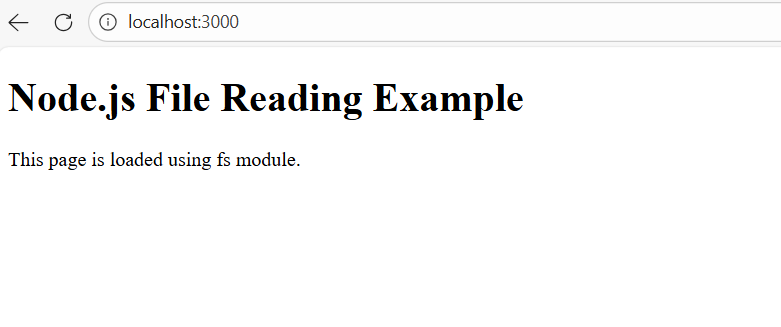 localhost:3000
Node.js File Reading Example
This page is loaded using fs module.